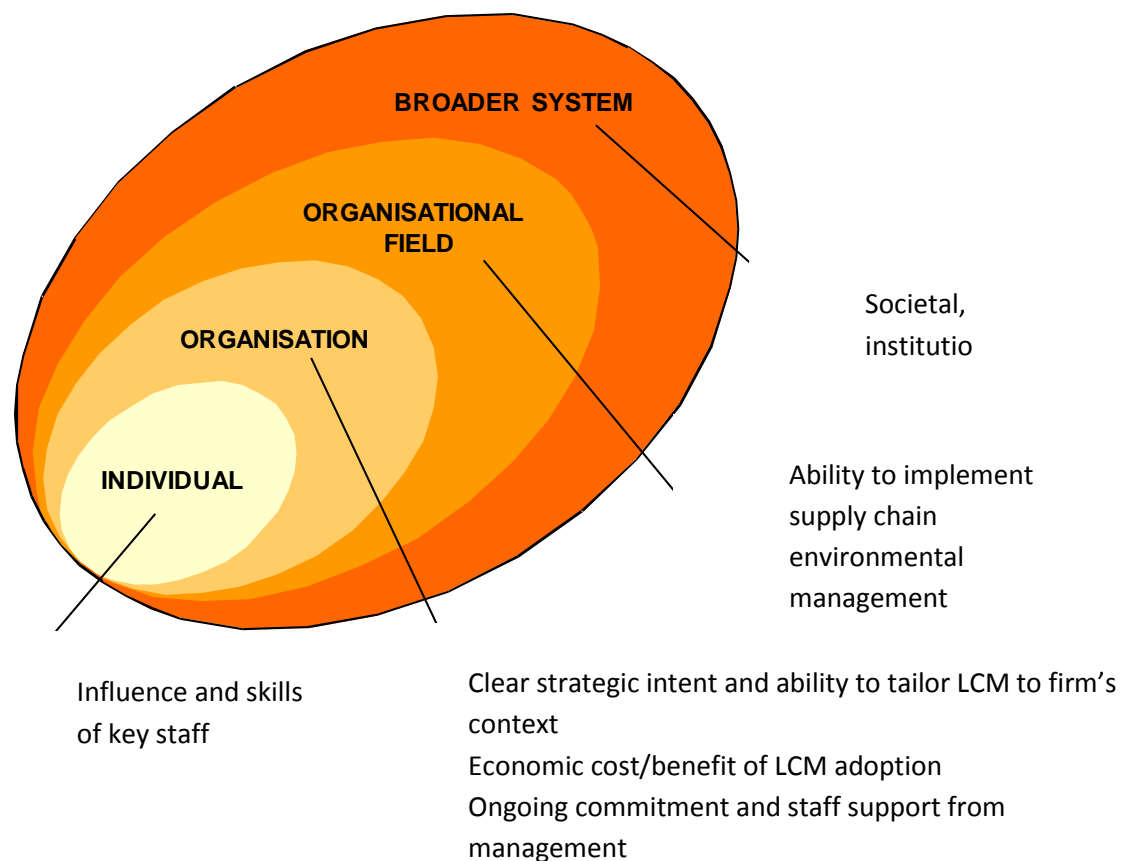 BROADER SYSTEM
ORGANISATIONAL
FIELD
ORGANISATION
INDIVIDUAL
Societal,
institutio
Ability to implement
supply chain
environmental
management
Influence and skills
of key staff
Clear strategic intent and ability to tailor LCM to firm’s
context
Economic cost/benefit of LCM adoption
Ongoing commitment and staff support from
management